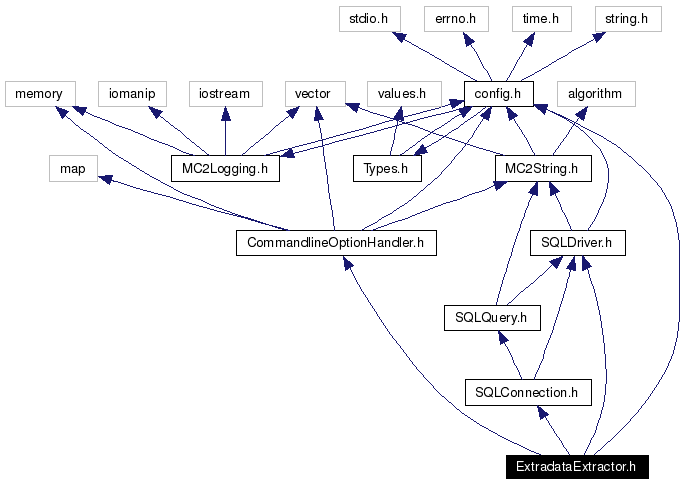 stdio.h
errno.h
time.h
string.h
memory
iomanip
iostream
vector
values.h
config.h
algorithm
map
MC2Logging.h
Types.h
MC2String.h
CommandlineOptionHandler.h
SQLDriver.h
SQLQuery.h
SQLConnection.h
ExtradataExtractor.h